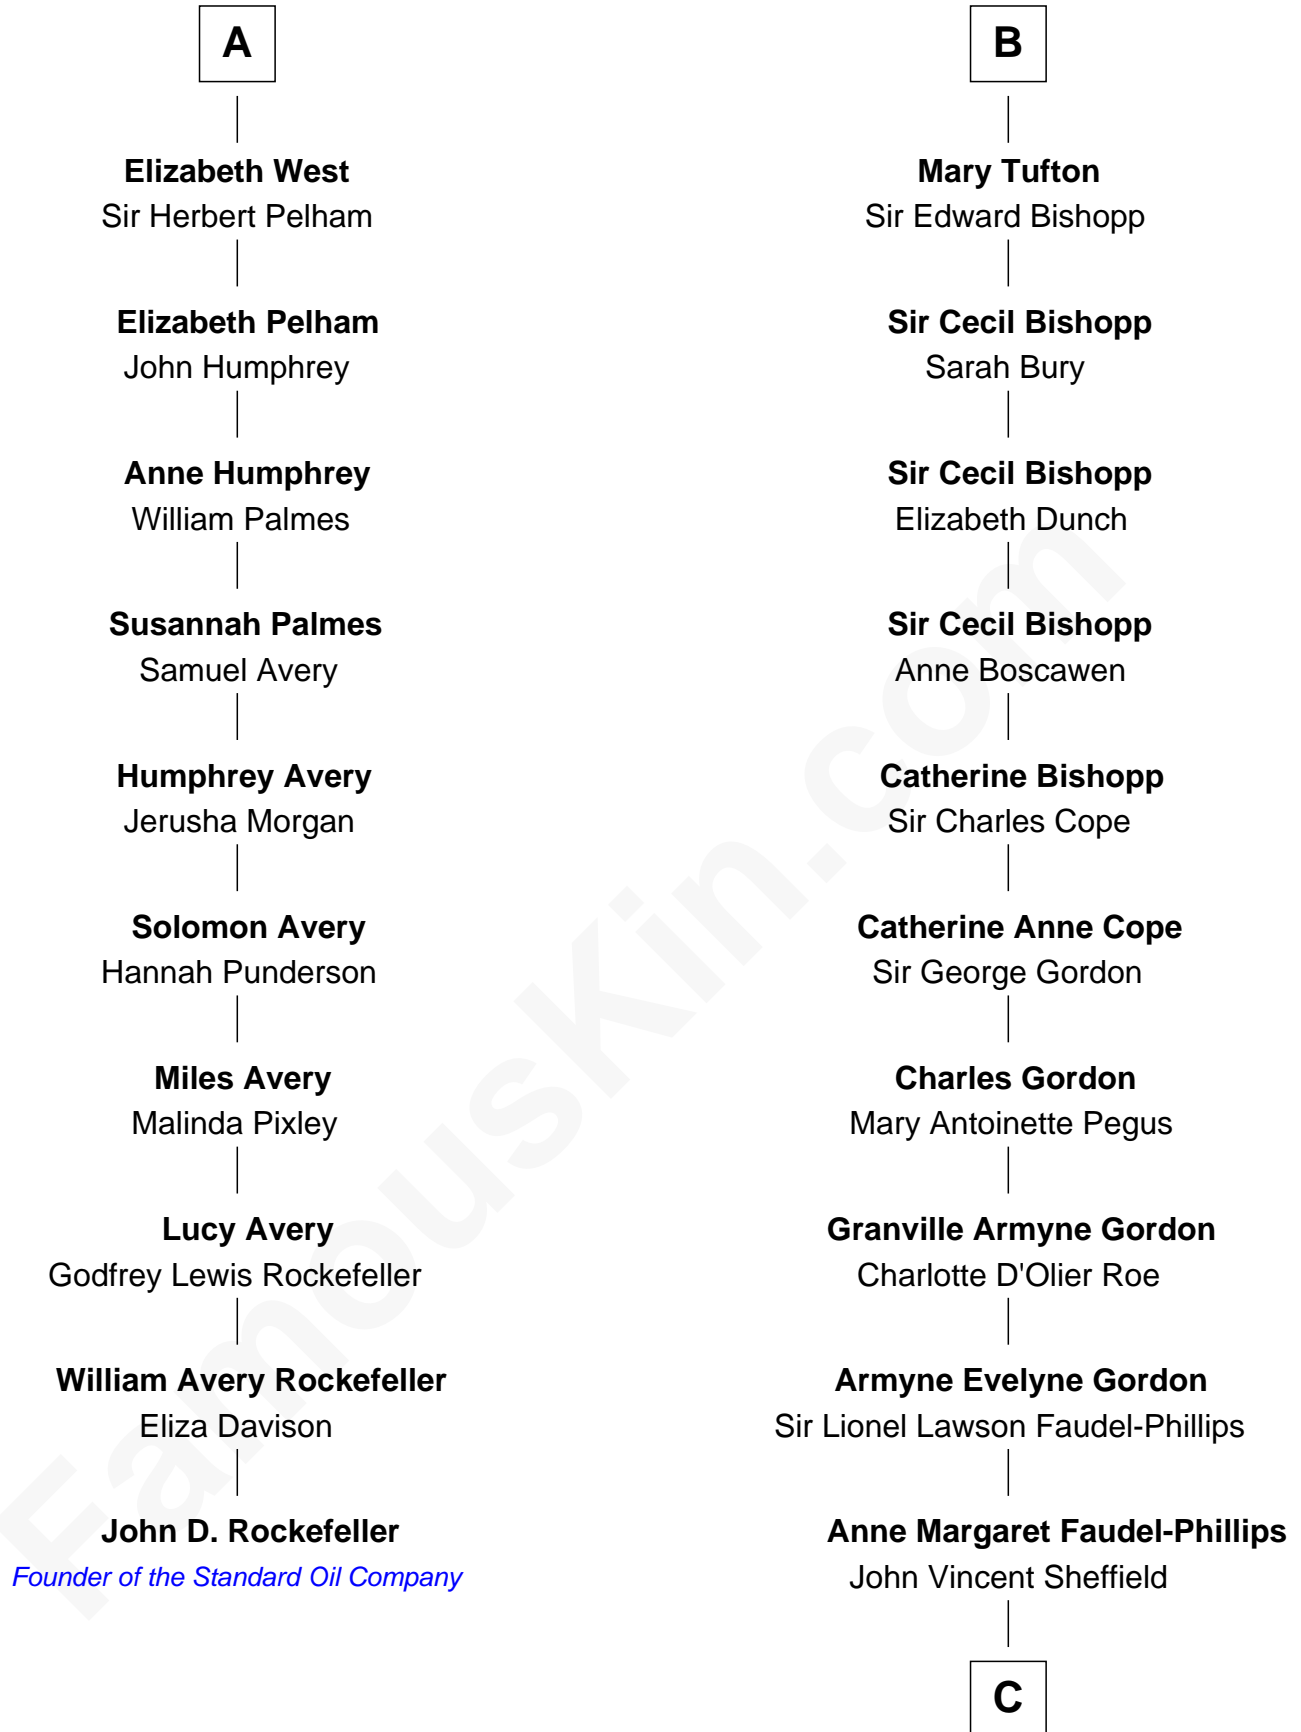 A
Elizabeth West
Sir Herbert Pelham
Elizabeth Pelham
John Humphrey
Anne Humphrey
William Palmes
Susannah Palmes
Samuel Avery
Humphrey Avery
Jerusha Morgan
Solomon Avery
Hannah Punderson
Miles Avery
Malinda Pixley
Lucy Avery
Godfrey Lewis Rockefeller
William Avery Rockefeller
Eliza Davison
John D. Rockefeller
Founder of the Standard Oil Company
B
Mary Tufton
Sir Edward Bishopp
Sir Cecil Bishopp
Sarah Bury
Sir Cecil Bishopp
Elizabeth Dunch
Sir Cecil Bishopp
Anne Boscawen
Catherine Bishopp
Sir Charles Cope
Catherine Anne Cope
Sir George Gordon
Charles Gordon
Mary Antoinette Pegus
Granville Armyne Gordon
Charlotte D'Olier Roe
Armyne Evelyne Gordon
Sir Lionel Lawson Faudel-Phillips
Anne Margaret Faudel-Phillips
John Vincent Sheffield
C
FamousKin.com